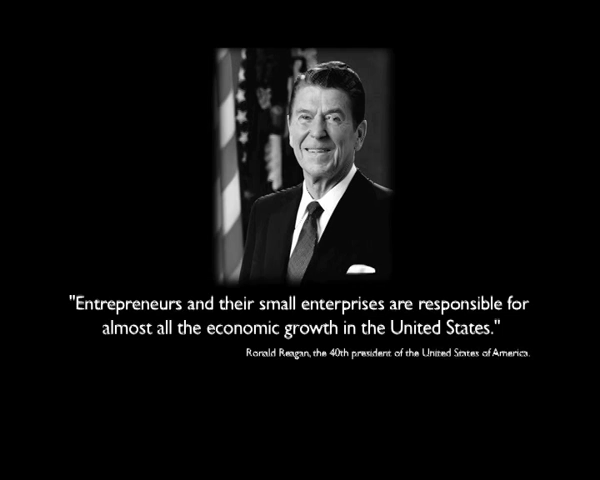 "Entrepreneurs and their small enterprises are responsible for
almost all the economic growth in the United States."
Ronald Reagan, the 40th president of the United States of America.